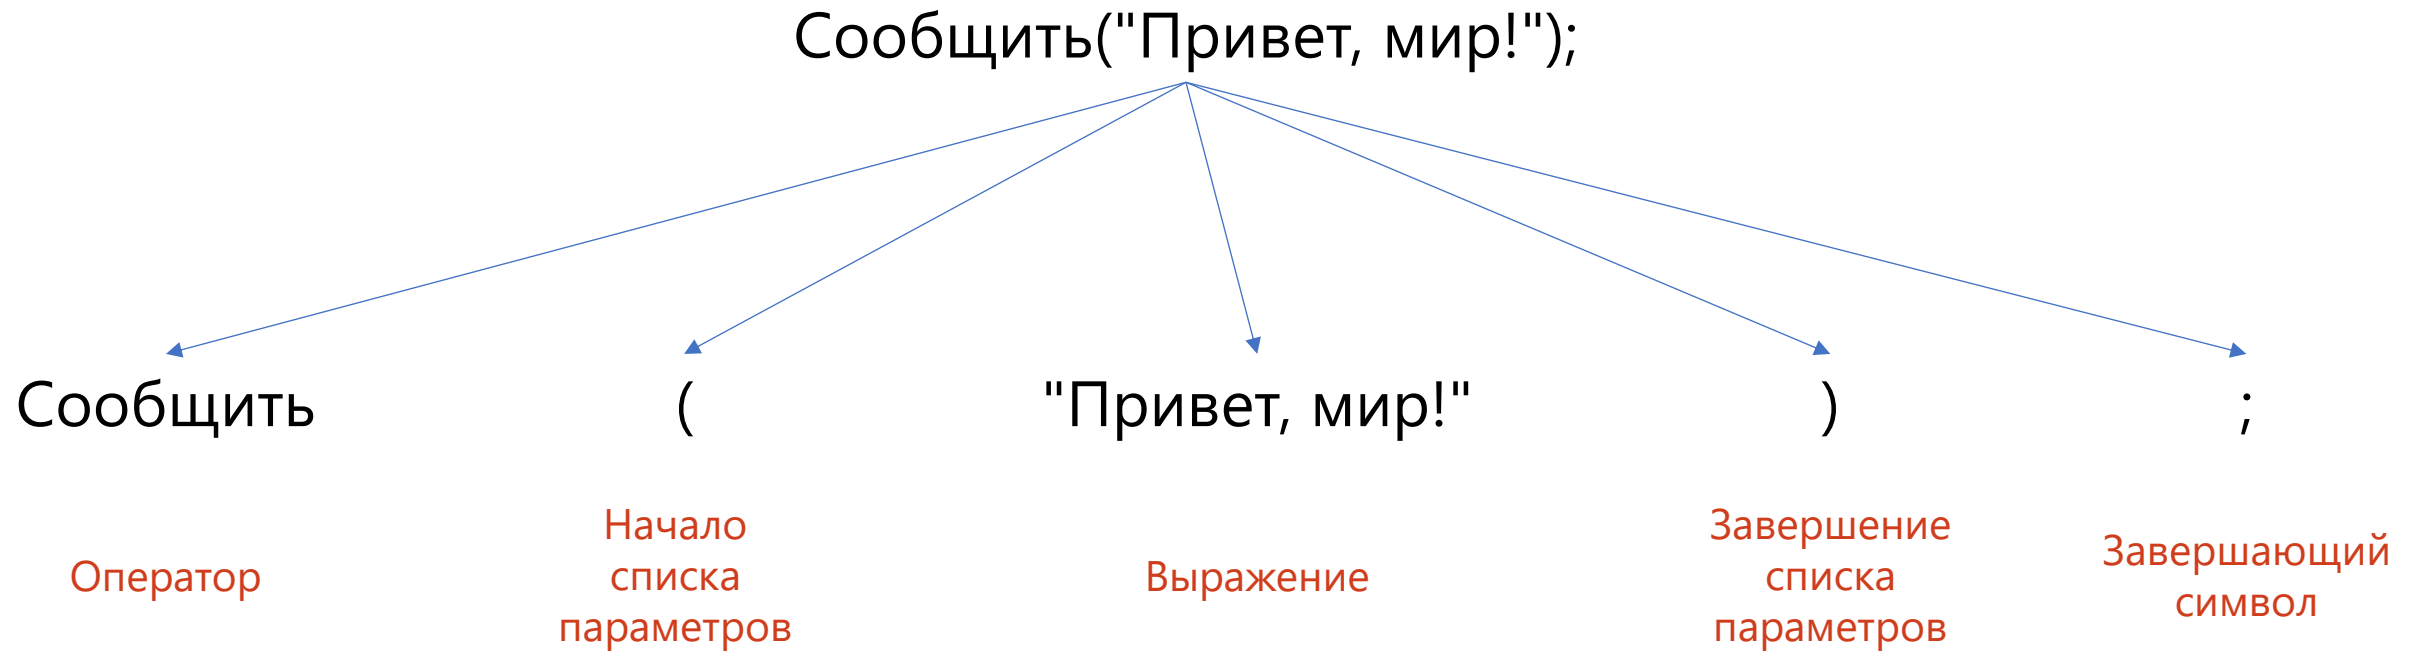 Сообщить("Привет, мир!");
Сообщить
(
"Привет, мир!"
)
;
Оператор
Начало
списка
параметров
Выражение
Завершение
списка
параметров
Завершающий
символ